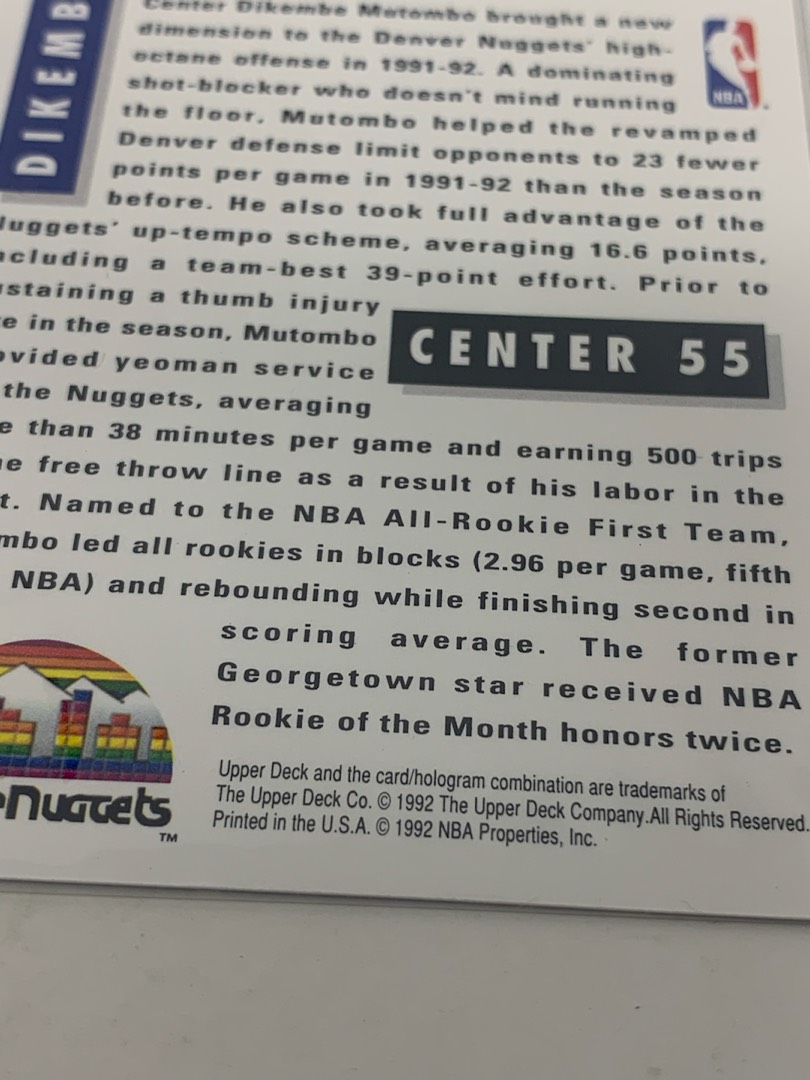 DIKEMB
Center Dikembe Mutombo brought a new
dimension to the Denver Nuggets' high-
octane offense in 1991-92. A dominating
shot-blocker who doesn't mind running
the floor, Mutombo helped the revamped
Denver defense limit opponents to 23 fewer
points per game in 1991-92 than the season
before. He also took full advantage of the
luggets' up-tempo scheme, averaging 16.6 points,
ncluding a team-best 39-point effort. Prior to
staining a thumb injury
e in the season, Mutombo
ovided yeoman service
the Nuggets, averaging
e than 38 minutes per game and earning 500 trips
e free throw line as a result of his labor in the
t. Named to the NBA All-Rookie First Team,
mbo led all rookies in blocks (2.96 per game, fifth
NBA) and rebounding while finishing second in
scoring average. The former
Georgetown star received NBA
Rookie of the Month honors twice.
NBA
CENTER 55
Nuggets
TM
Upper Deck and the card/hologram combination are trademarks of
The Upper Deck Co. © 1992 The Upper Deck Company.All Rights Reserved.
Printed in the U.S.A. © 1992 NBA Properties, Inc.